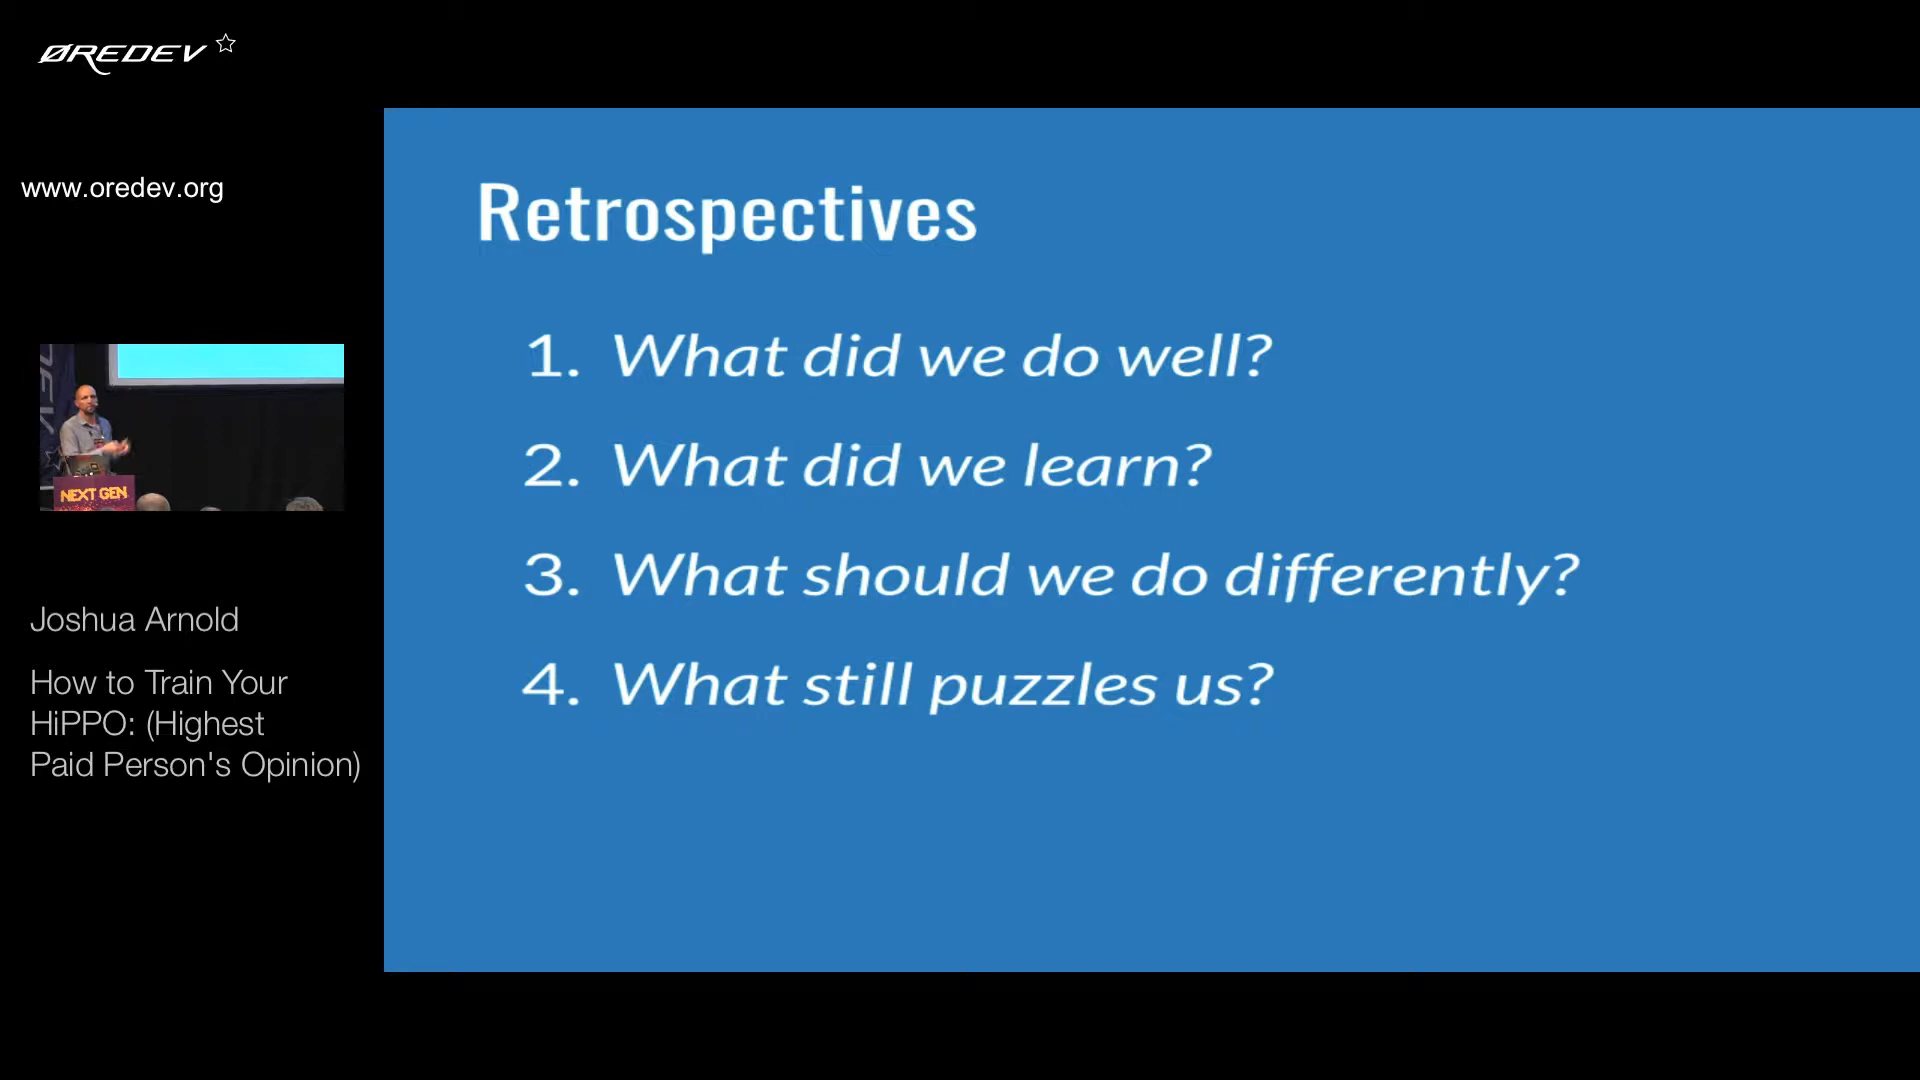 ØREDEV
www.oredev.org
NEXT GEN
Joshua Arnold
How to Train Your
HiPPO: (Highest
Paid Person's Opinion)
Retrospectives
1. What did we do well?
2. What did we learn?
3. What should we do differently?
4. What still puzzles us?